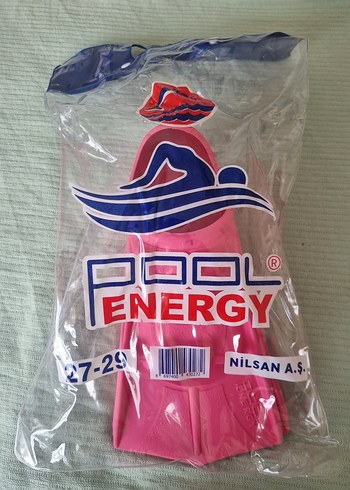 POOL®
ENERGY
27-29
NİLSAN A.Ş.